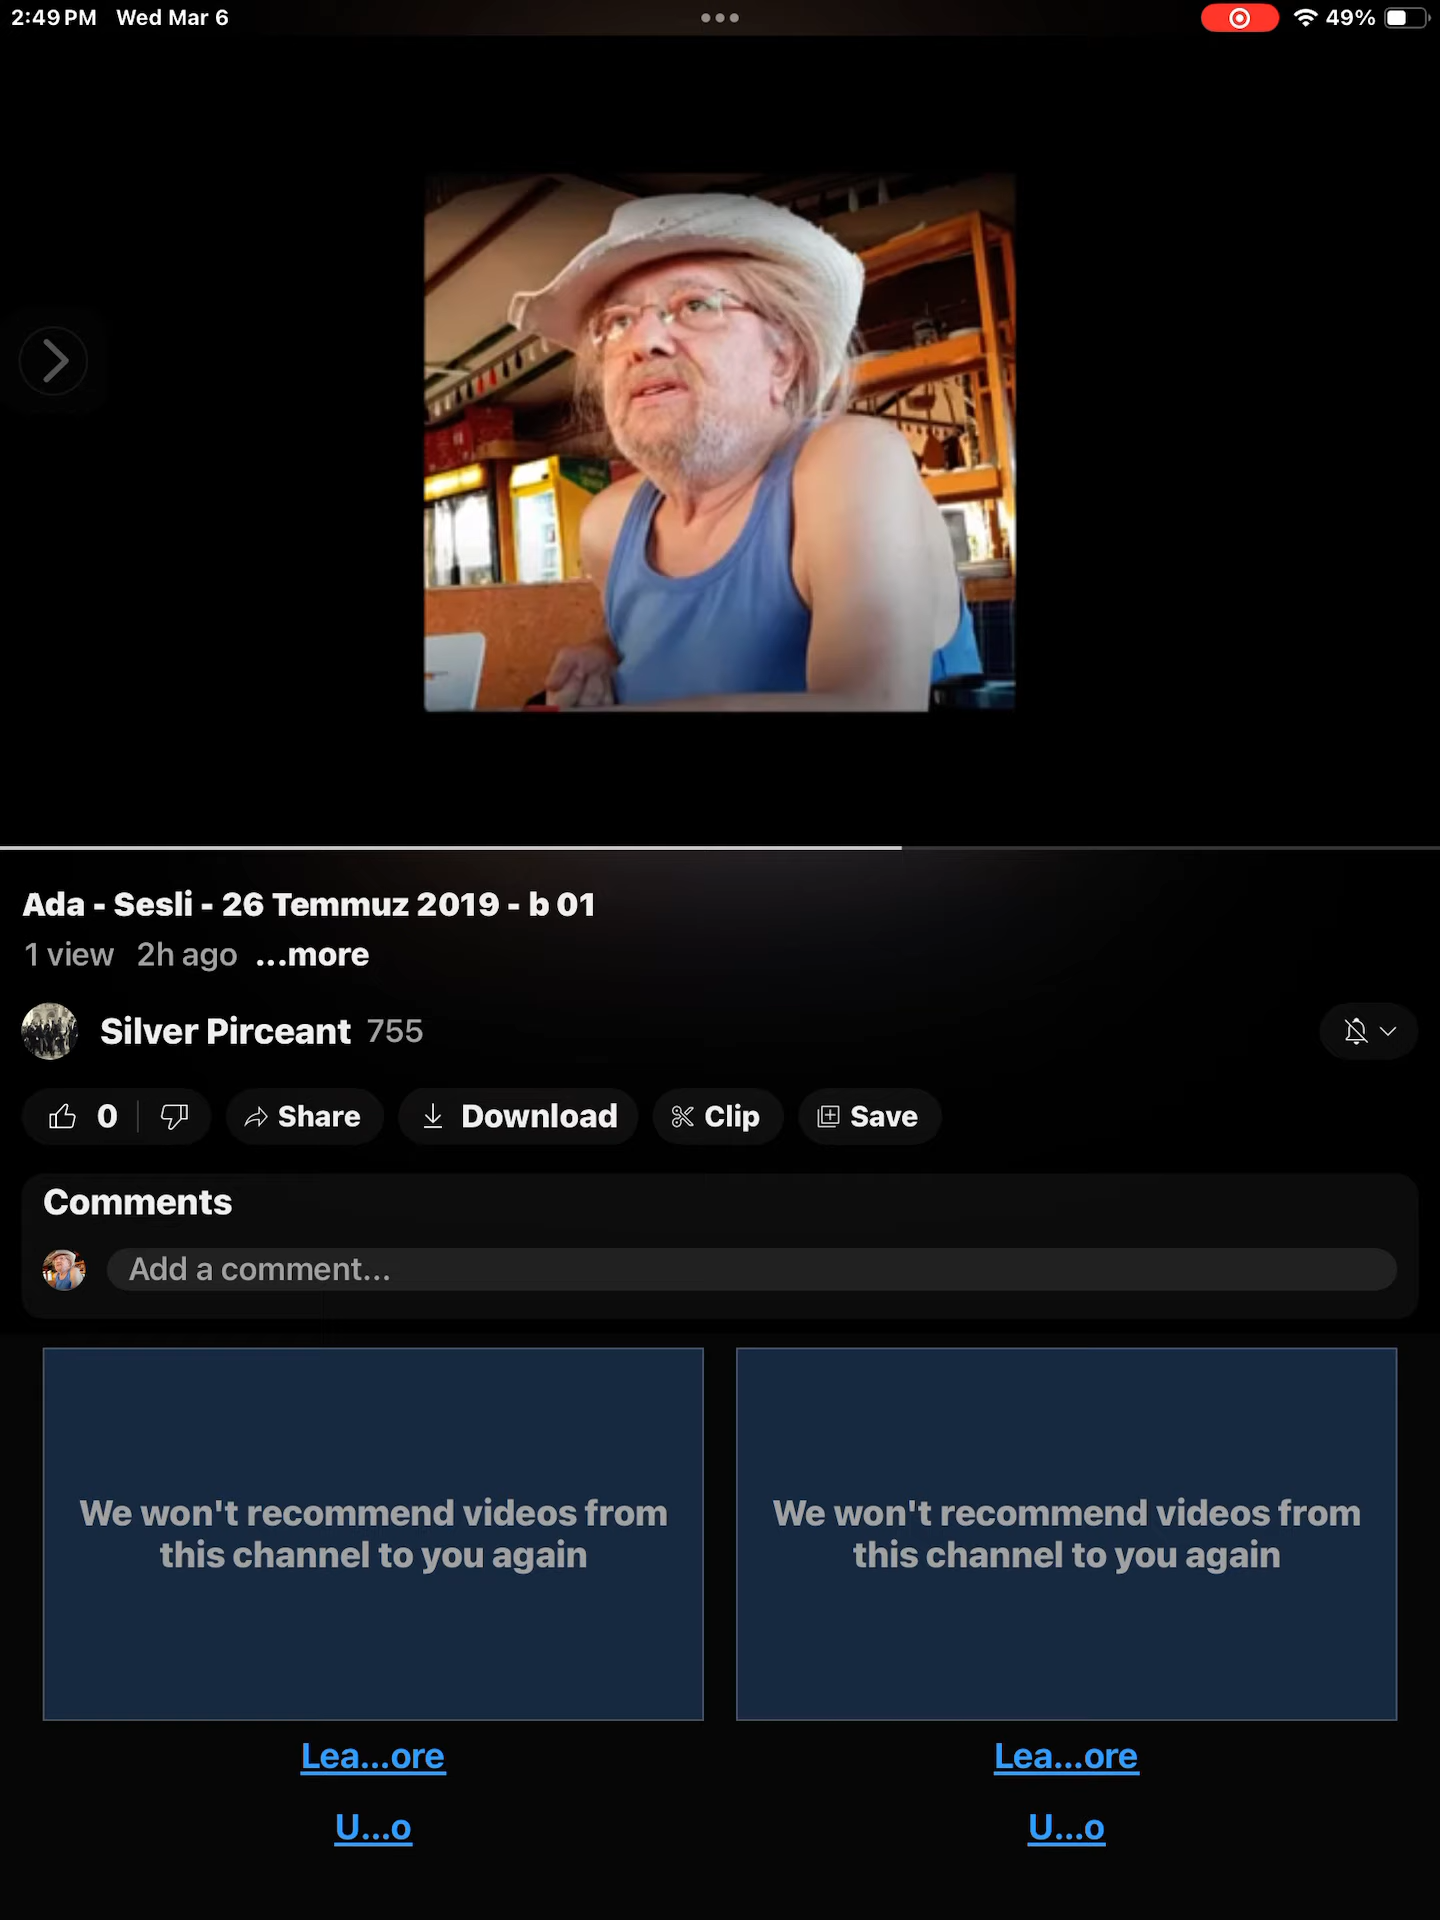 2:49 PM Wed Mar 6
49%
Ada - Sesli - 26 Temmuz 2019 - b 01
1 view 2h ago ...more
Silver Pirceant 755
0 Share Download Clip Save
Comments
Add a comment...
We won't recommend videos from
this channel to you again
Lea...ore
U...o
We won't recommend videos from
this channel to you again
Lea...ore
U...o